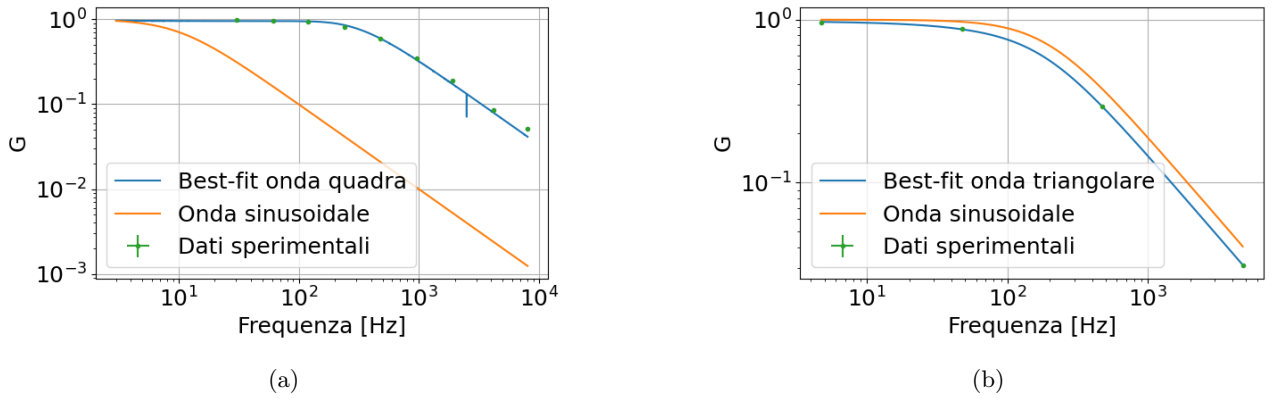 10⁰
10⁻¹
10⁻²
10⁻³
G
Best-fit onda quadra
Onda sinusoidale
Dati sperimentali
10¹ 10² 10³ 10⁴
Frequenza [Hz]
(a)
10⁰
10⁻¹
G
Best-fit onda triangolare
Onda sinusoidale
Dati sperimentali
10¹ 10² 10³
Frequenza [Hz]
(b)